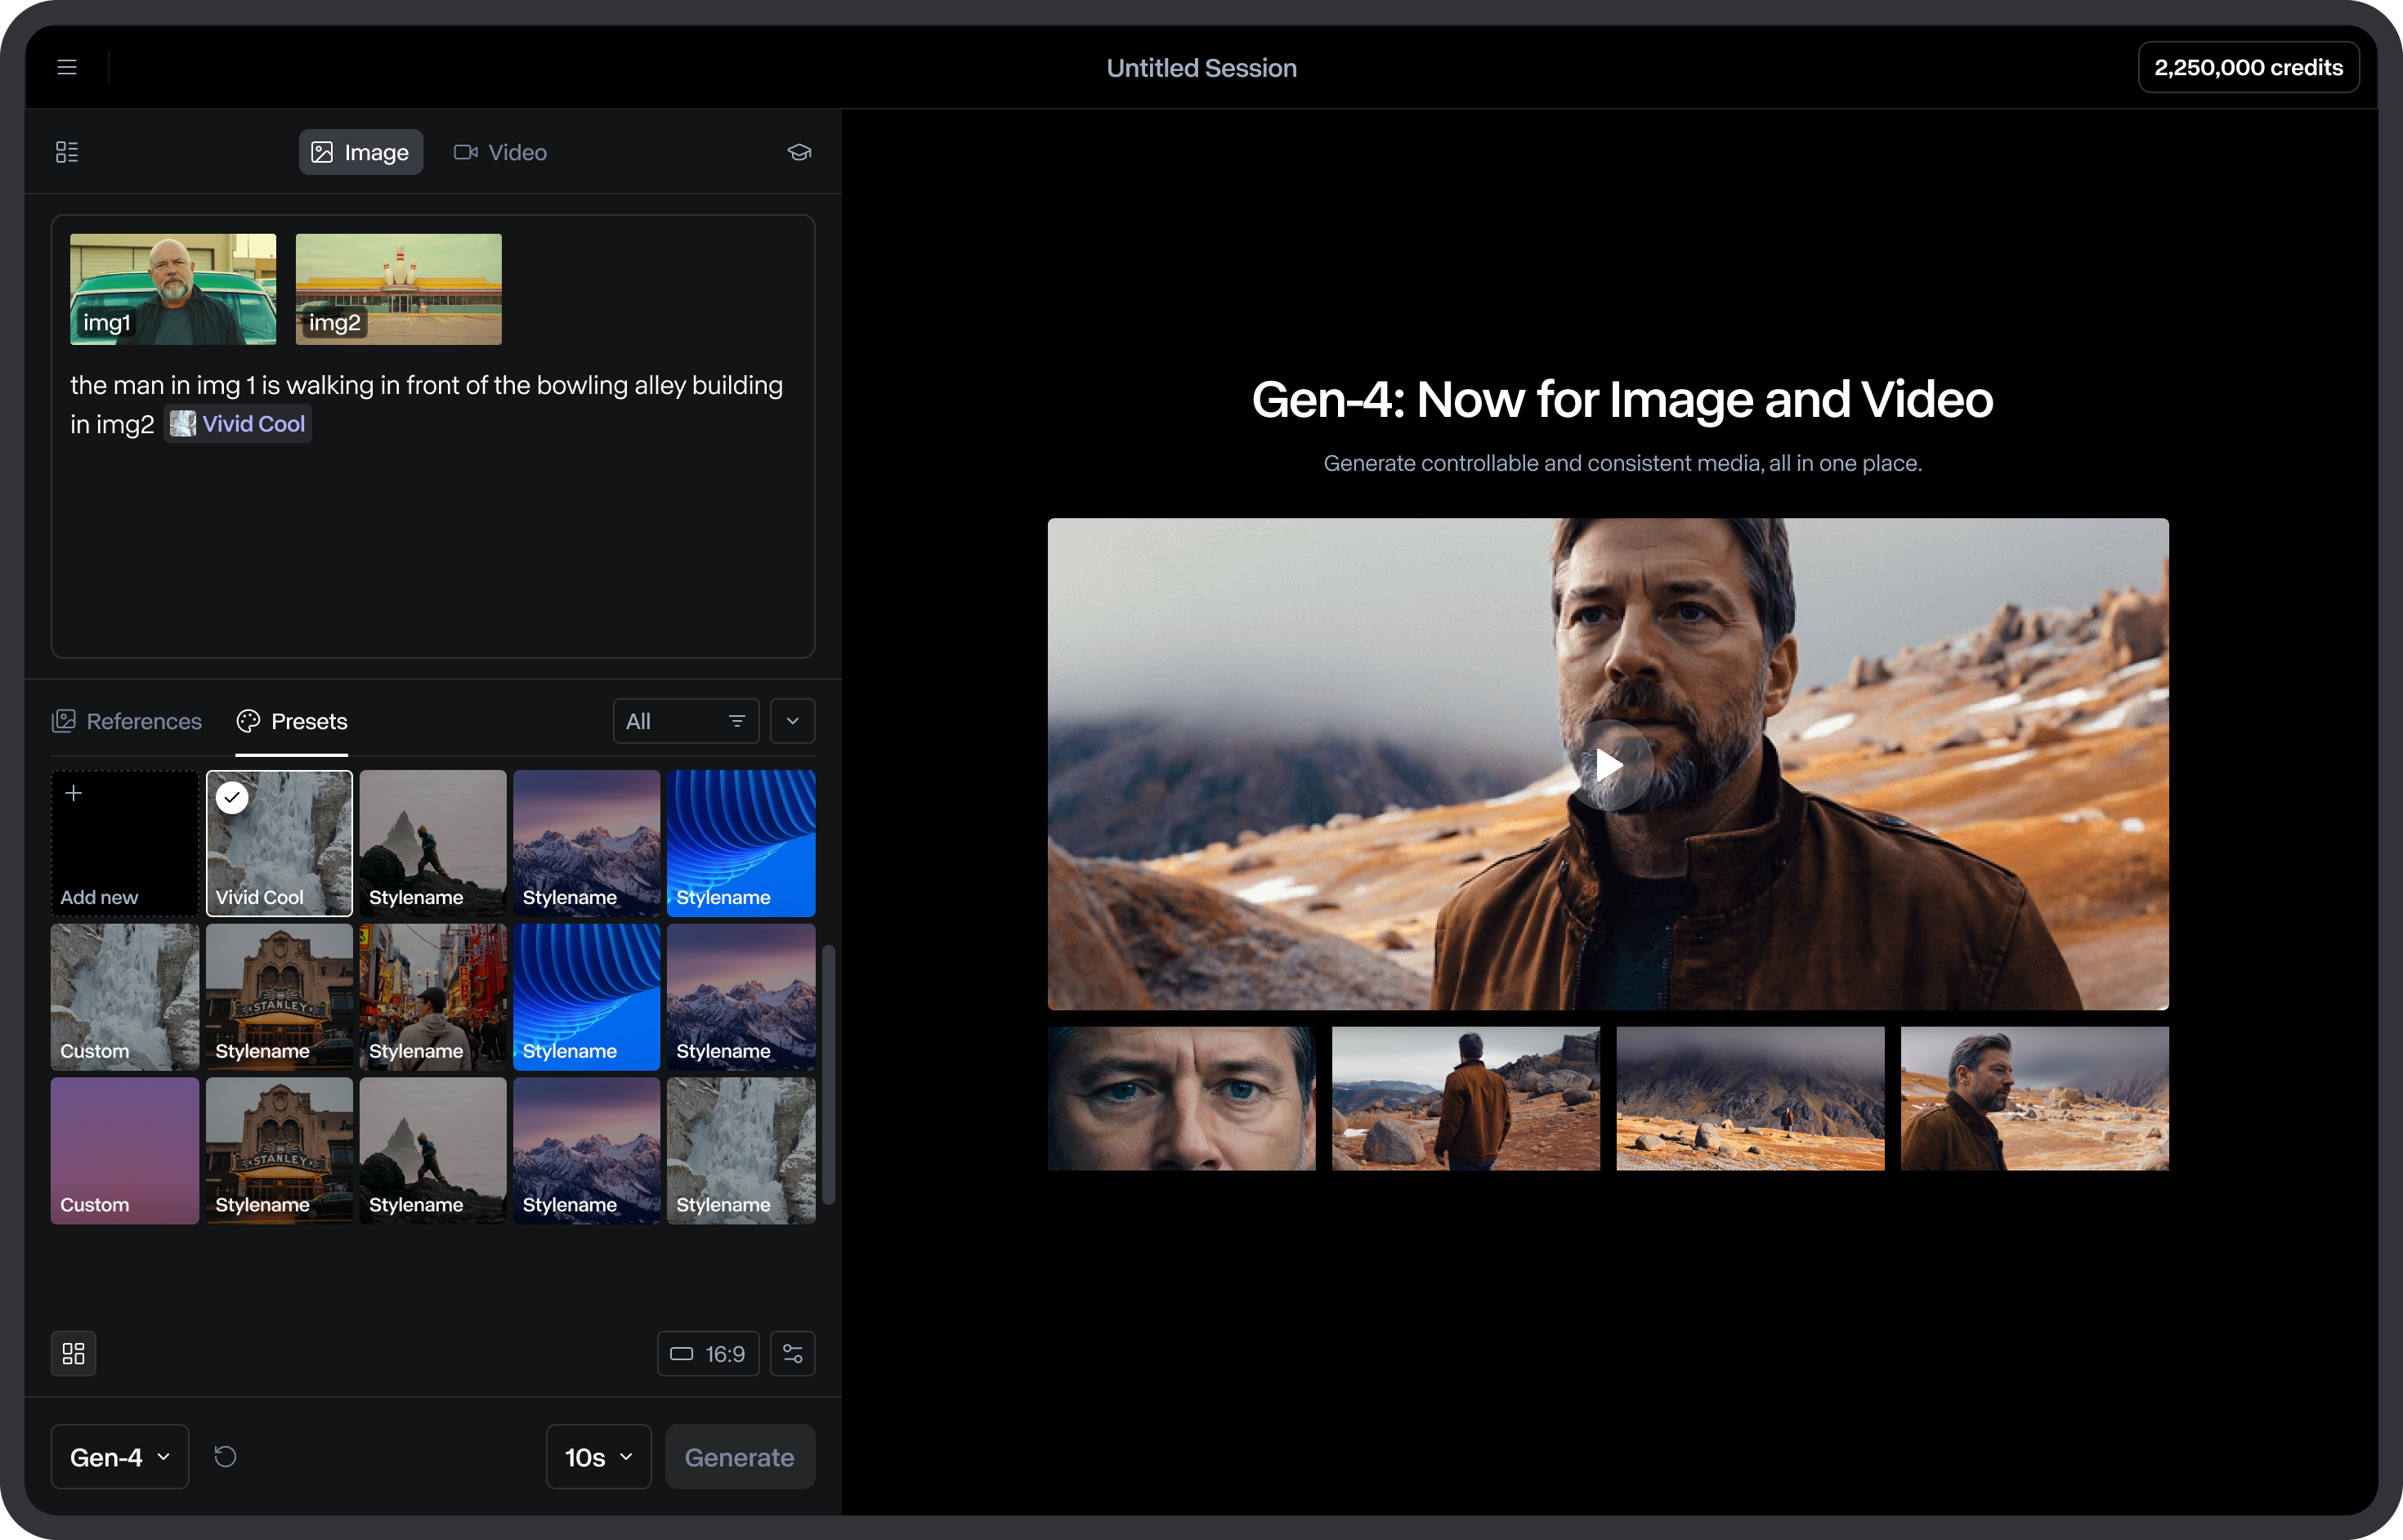 Untitled Session
2,250,000 credits
Image
Video
img1
img2
the man in img 1 is walking in front of the bowling alley building
in img2 Vivid Cool
References
Presets
All
Add new
Vivid Cool
Stylename
Stylename
Stylename
Custom
STANLEY
Stylename
Stylename
Stylename
Stylename
Custom
STANLEY
Stylename
Stylename
Stylename
Stylename
16:9
Gen-4
10s
Generate
Gen-4: Now for Image and Video
Generate controllable and consistent media, all in one place.